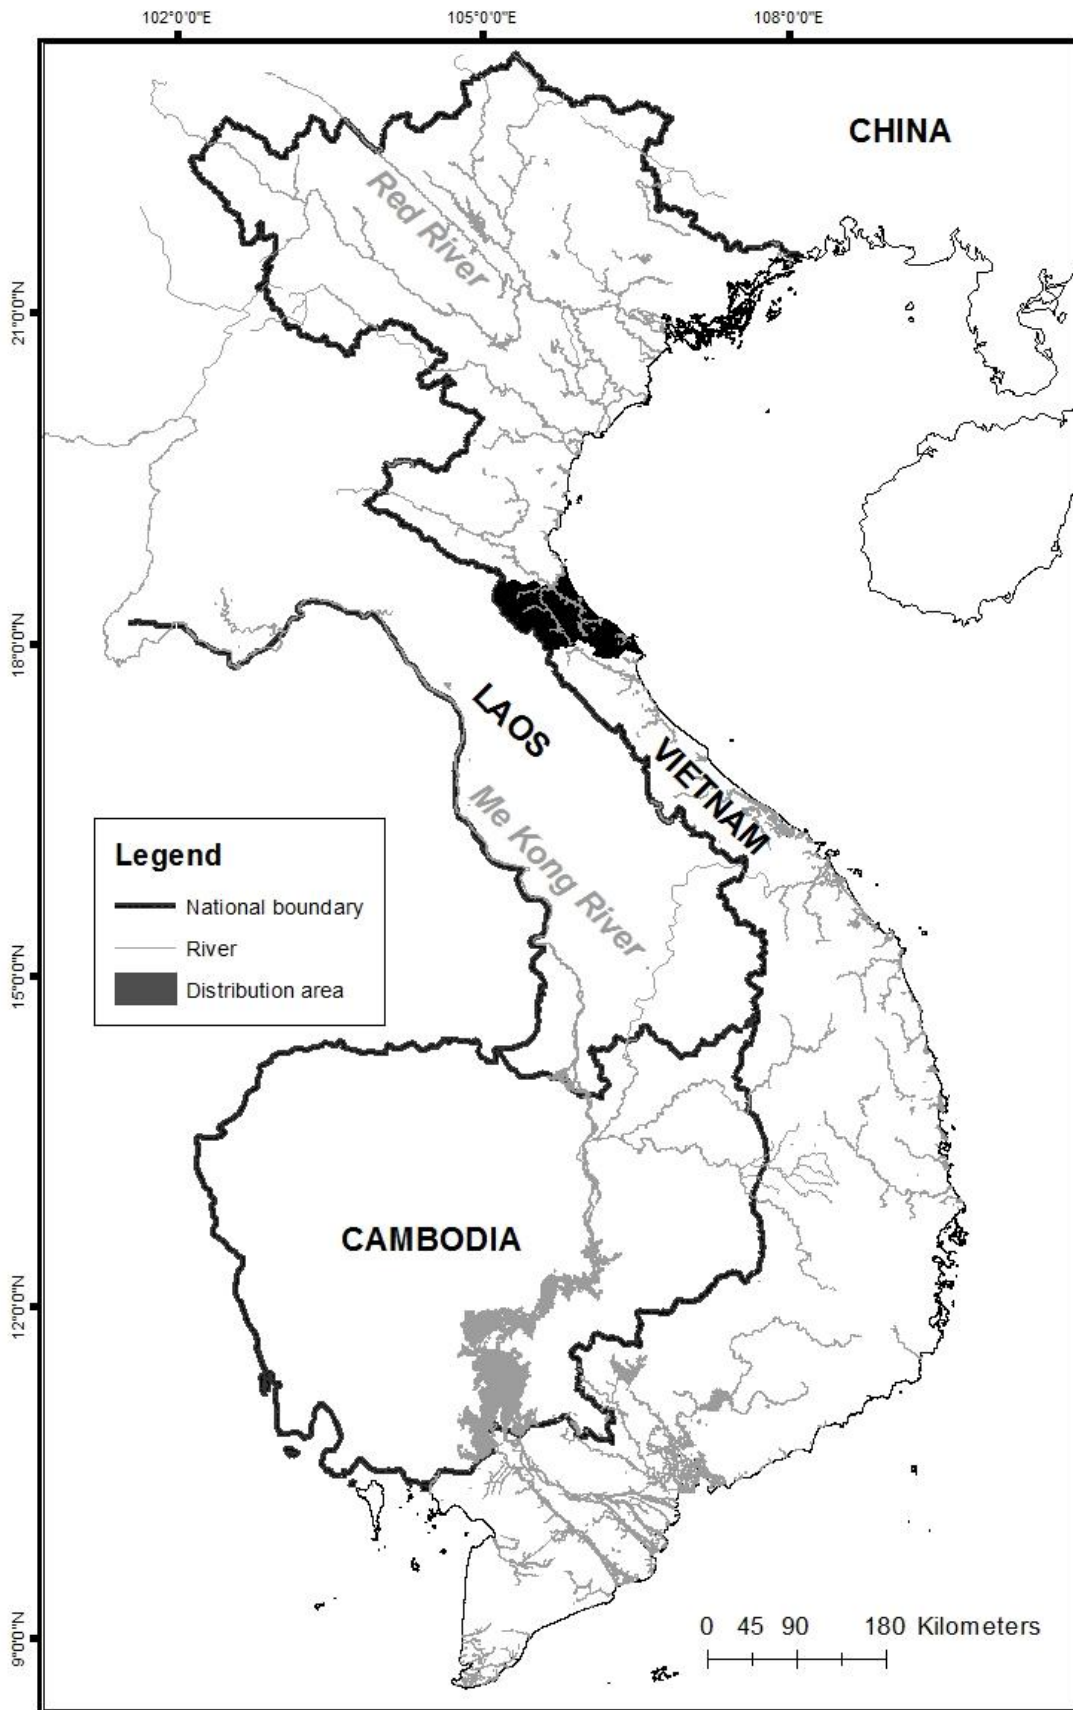 102°0'0"E 105°0'0"E 108°0'0"E
CHINA
Red River
21°0'0"N
18°0'0"N
LAOS
VIETNAM
Me Kong River
Legend
National boundary
River
Distribution area
15°0'0"N
CAMBODIA
12°0'0"N
9°0'0"N
0 45 90 180 Kilometers